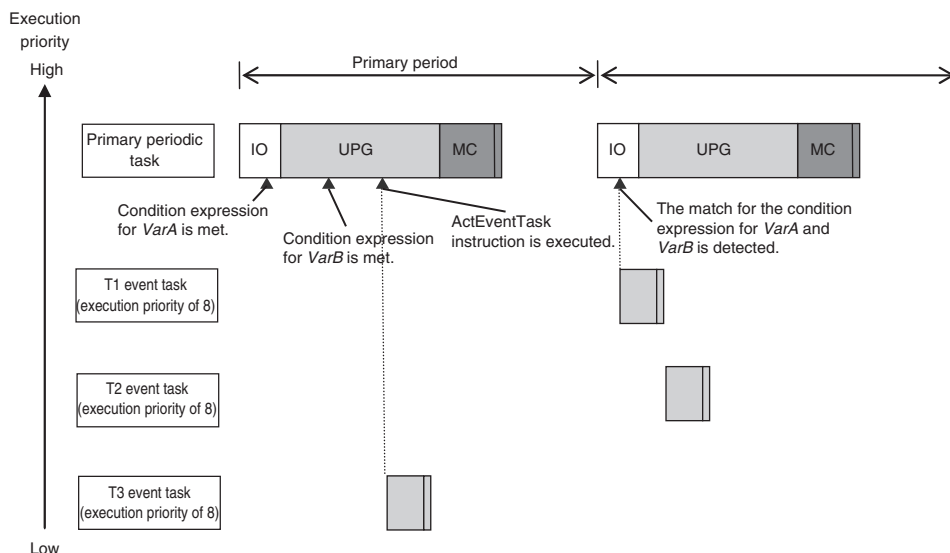 Execution
priority
High
Primary period
Primary periodic
task
IO
UPG
MC
IO
UPG
MC
Condition expression
for VarA is met.
Condition expression
for VarB is met.
ActEventTask
instruction is executed.
The match for the condition
expression for VarA and
VarB is detected.
T1 event task
(execution priority of 8)
T2 event task
(execution priority of 8)
T3 event task
(execution priority of 8)
Low